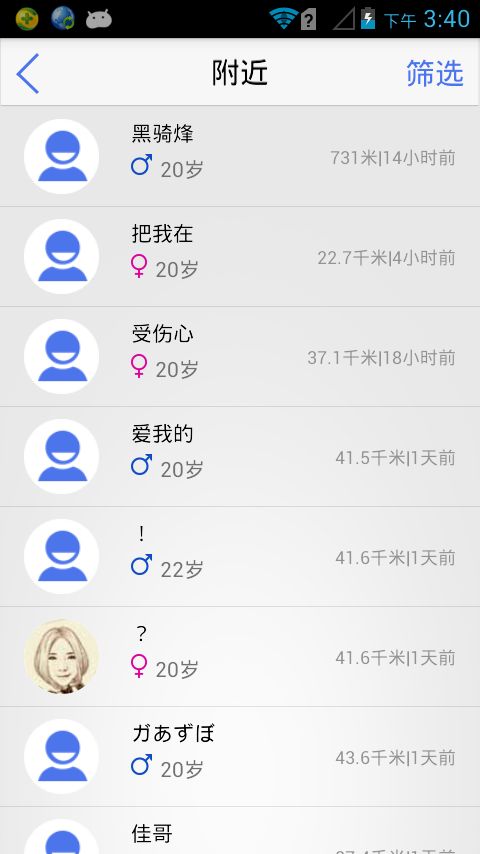 下午 3:40
附近
筛选
黑骑烽
20岁
731米|14小时前
把我在
20岁
22.7千米|4小时前
受伤心
20岁
37.1千米|18小时前
爱我的
20岁
41.5千米|1天前
！
22岁
41.6千米|1天前
？
20岁
41.6千米|1天前
ガあずぼ
20岁
43.6千米|1天前
佳哥